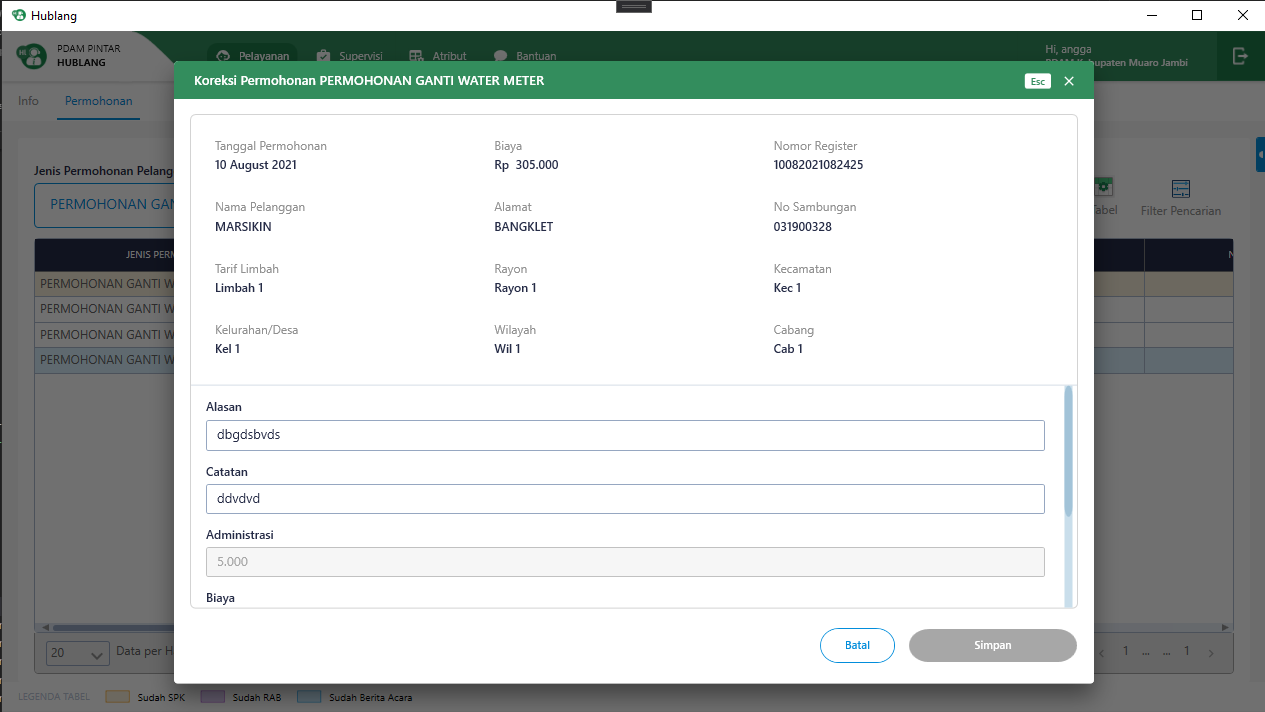 Hublang
PDAM PINTAR
HUBLANG
Pelayanan
Supervisi
Atribut
Bantuan
Hi, angga
Kabupaten Muaro Jambi
Info
Permohonan
Koreksi Permohonan PERMOHONAN GANTI WATER METER
Esc
Tanggal Permohonan
10 August 2021
Biaya
Rp 305.000
Nomor Register
10082021082425
Nama Pelanggan
MARSIKIN
Alamat
BANGKLET
No Sambungan
031900328
Tarif Limbah
Limbah 1
Rayon
Rayon 1
Kecamatan
Kec 1
Kelurahan/Desa
Kel 1
Wilayah
Wil 1
Cabang
Cab 1
Alasan
dbgdsbvds
Catatan
ddvdvd
Administrasi
5.000
Biaya
Batal
Simpan
Jenis Permohonan Pelang
PERMOHONAN GAN
Tabel
Filter Pencarian
JENIS PERM
PERMOHONAN GANTI W
PERMOHONAN GANTI W
PERMOHONAN GANTI W
PERMOHONAN GANTI W
20
Data per H
1 ... ... 1
LEGENDA TABEL
Sudah SPK
Sudah RAB
Sudah Berita Acara